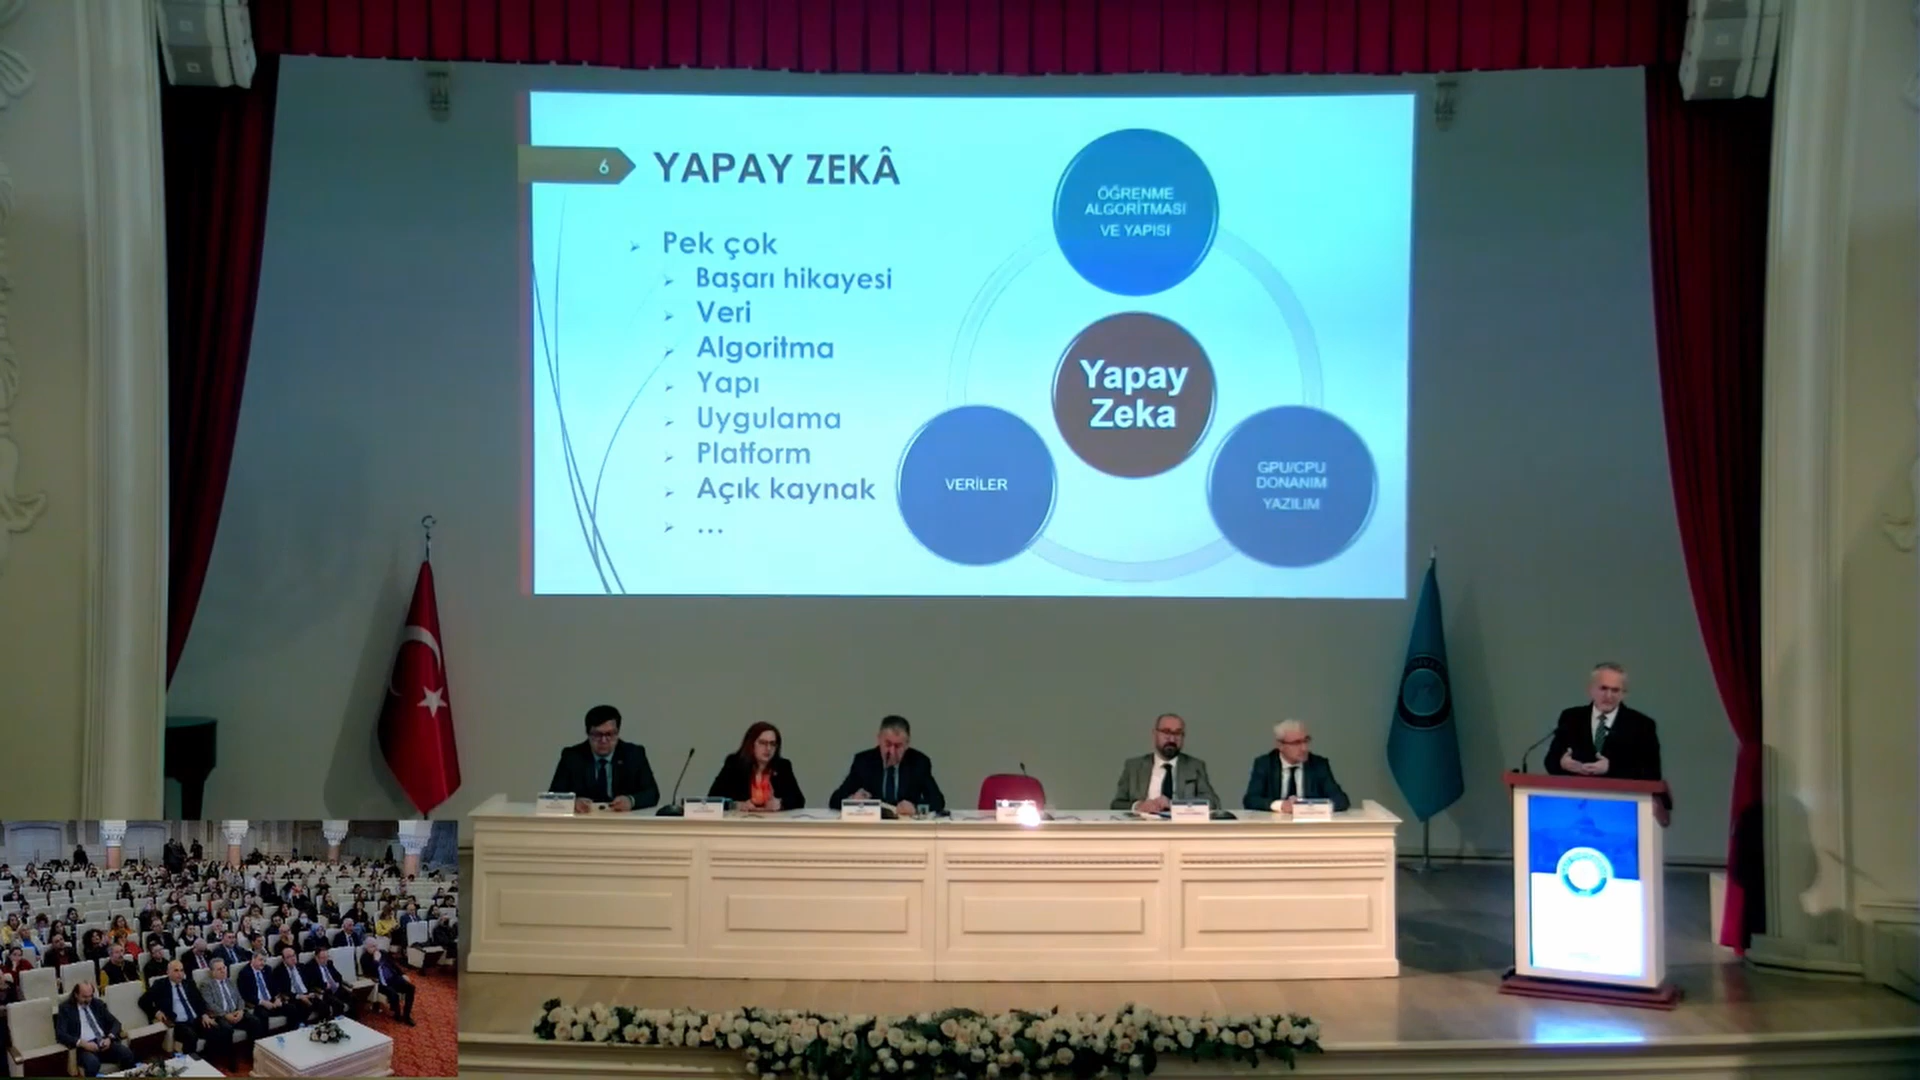 6
YAPAY ZEKÂ
Pek çok
Başarı hikayesi
Veri
Algoritma
Yapı
Uygulama
Platform
Açık kaynak
...
ÖĞRENME
ALGORİTMASI
VE YAPISI
Yapay
Zeka
VERİLER
GPU/CPU
DONANIM
YAZILIM